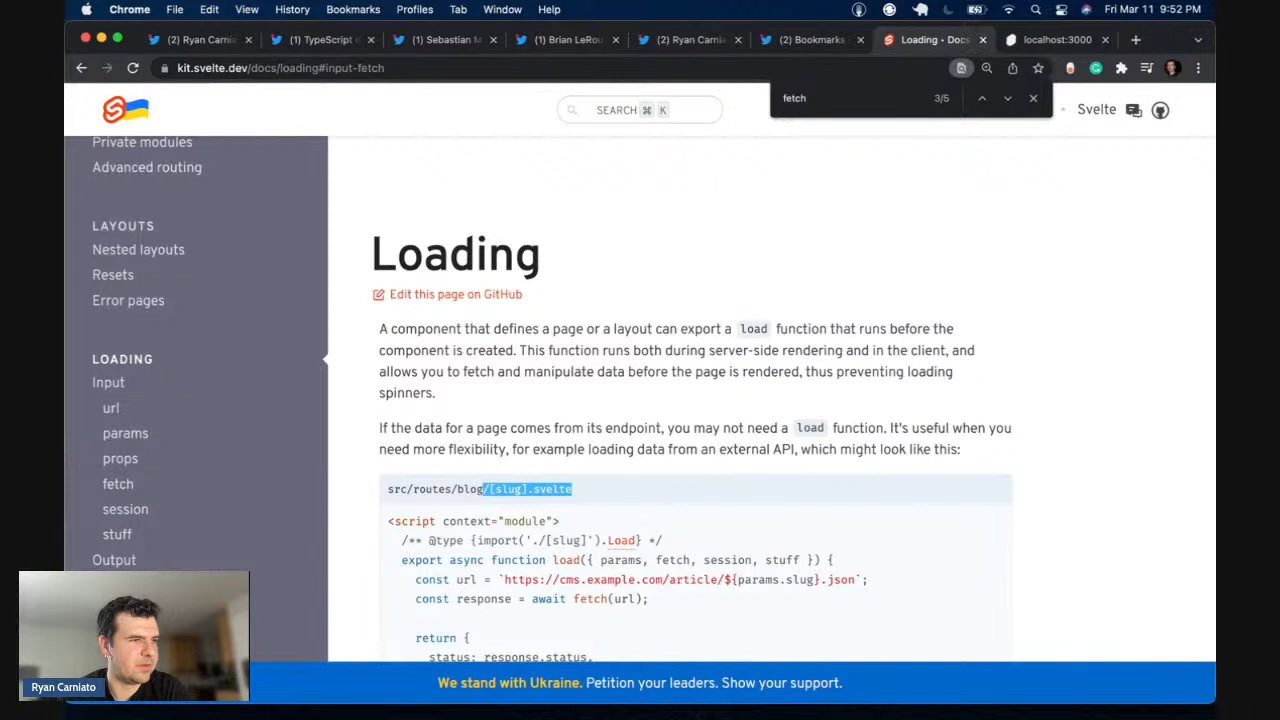 Chrome File Edit View History Bookmarks Profiles Tab Window Help Fri Mar 11 9:52 PM
(2) Ryan Carnia (1) TypeScript (1) Sebastian M (1) Brian LeRou (2) Ryan Carnia (2) Bookmarks Loading • Docs localhost:3000
kit.svelte.dev/docs/loading#input-fetch
fetch 3/5
SEARCH ⌘ K
Svelte
Private modules
Advanced routing
LAYOUTS
Nested layouts
Resets
Error pages
LOADING
Input
url
params
props
fetch
session
stuff
Output
Loading
Edit this page on GitHub
A component that defines a page or a layout can export a load function that runs before the
component is created. This function runs both during server-side rendering and in the client, and
allows you to fetch and manipulate data before the page is rendered, thus preventing loading
spinners.
If the data for a page comes from its endpoint, you may not need a load function. It's useful when you
need more flexibility, for example loading data from an external API, which might look like this:
src/routes/blog/[slug].svelte
<script context="module">
/** @type {import('./[slug]').Load} */
export async function load({ params, fetch, session, stuff }) {
const url = `https://cms.example.com/article/${params.slug}.json`;
const response = await fetch(url);
return {
status: response.status,
We stand with Ukraine. Petition your leaders. Show your support.
Ryan Carniato